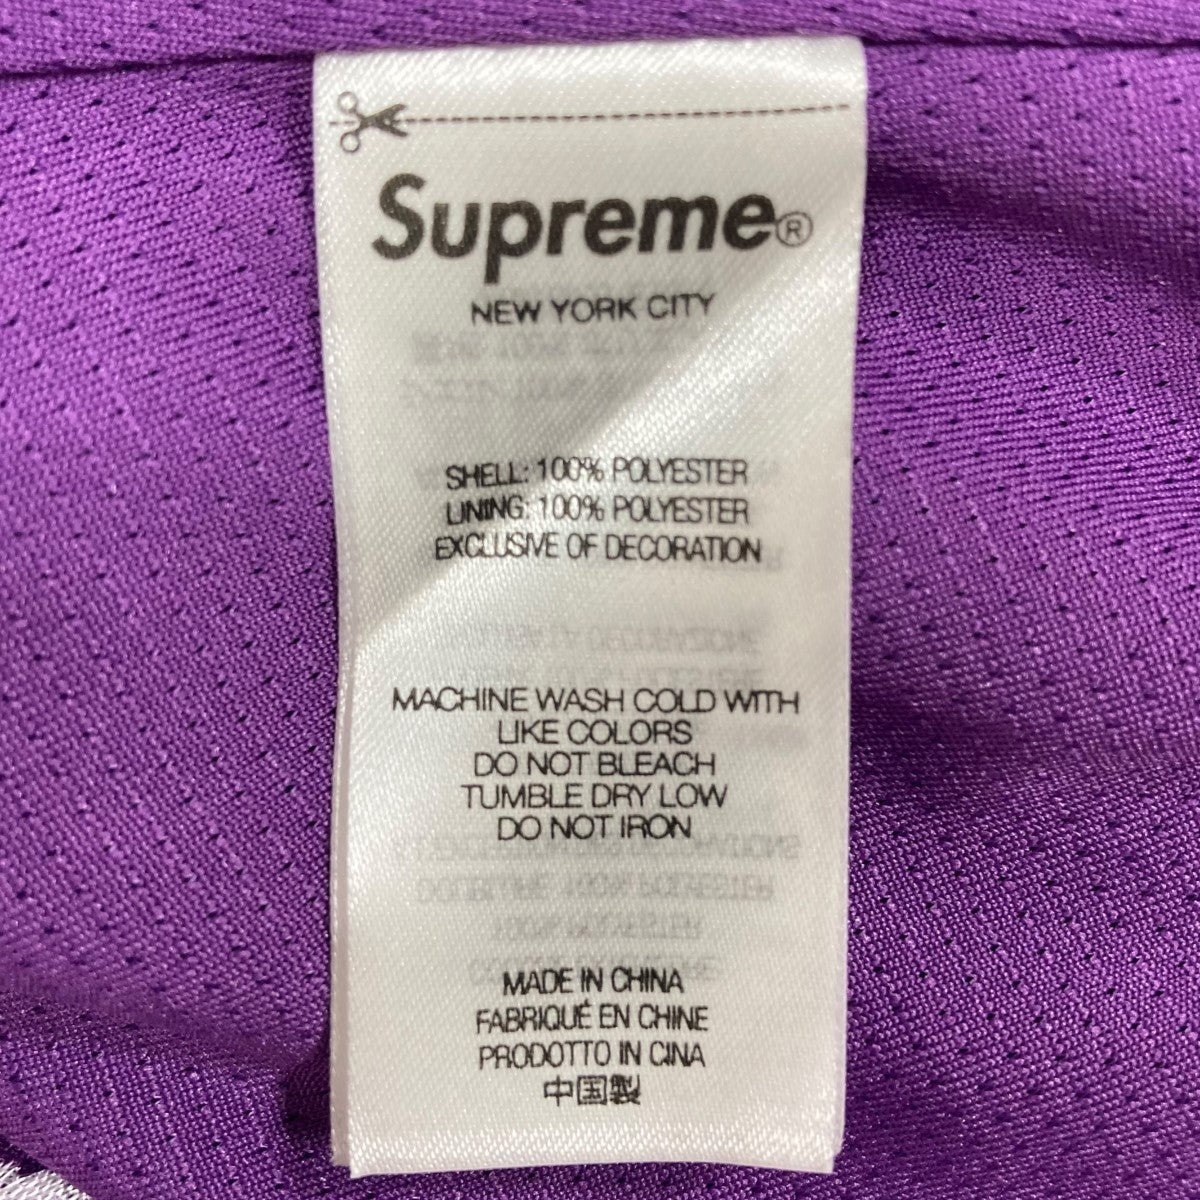 Supreme®
NEW YORK CITY
SHELL: 100% POLYESTER
LINING: 100% POLYESTER
EXCLUSIVE OF DECORATION
MACHINE WASH COLD WITH
LIKE COLORS
DO NOT BLEACH
TUMBLE DRY LOW
DO NOT IRON
MADE IN CHINA
FABRIQUÉ EN CHINE
PRODOTTO IN CINA
中国製